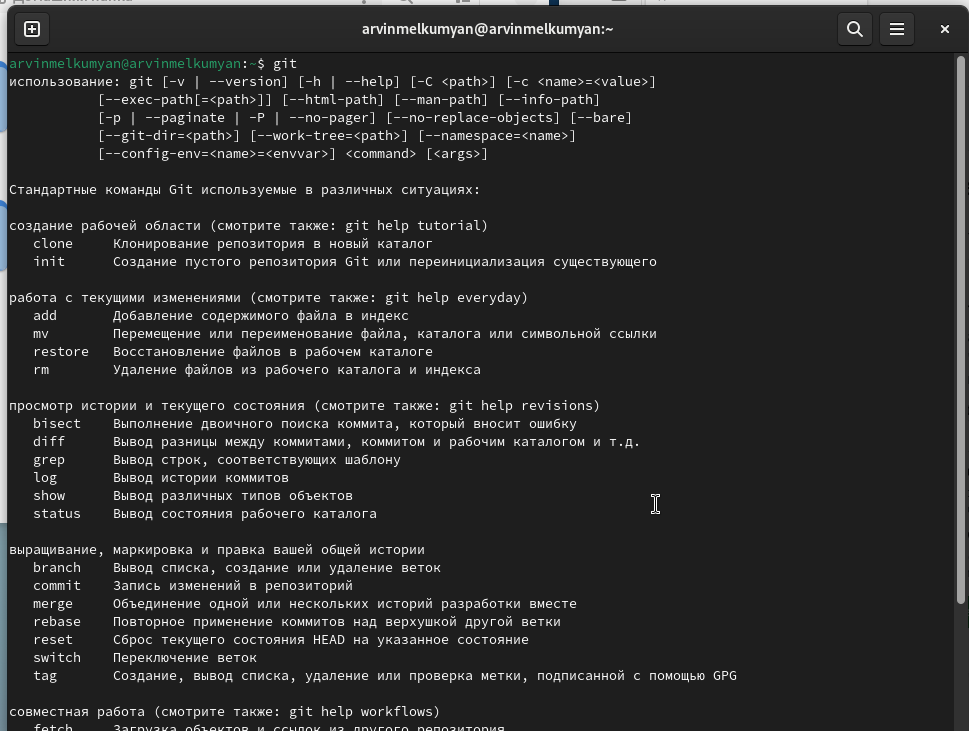 arvinmelkumyan@arvinmelkumyan:~
arvinmelkumyan@arvinmelkumyan:~$ git
использование: git [-v | --version] [-h | --help] [-C <path>] [-c <name>=<value>]
           [--exec-path[=<path>]] [--html-path] [--man-path] [--info-path]
           [-p | --paginate | -P | --no-pager] [--no-replace-objects] [--bare]
           [--git-dir=<path>] [--work-tree=<path>] [--namespace=<name>]
           [--config-env=<name>=<envvar>] <command> [<args>]
Стандартные команды Git используемые в различных ситуациях:
создание рабочей области (смотрите также: git help tutorial)
   clone     Клонирование репозитория в новый каталог
   init      Создание пустого репозитория Git или переинициализация существующего
работа с текущими изменениями (смотрите также: git help everyday)
   add       Добавление содержимого файла в индекс
   mv        Перемещение или переименование файла, каталога или символьной ссылки
   restore   Восстановление файлов в рабочем каталоге
   rm        Удаление файлов из рабочего каталога и индекса
просмотр истории и текущего состояния (смотрите также: git help revisions)
   bisect    Выполнение двоичного поиска коммита, который вносит ошибку
   diff      Вывод разницы между коммитами, коммитом и рабочим каталогом и т.д.
   grep      Вывод строк, соответствующих шаблону
   log       Вывод истории коммитов
   show      Вывод различных типов объектов
   status    Вывод состояния рабочего каталога
выращивание, маркировка и правка вашей общей истории
   branch    Вывод списка, создание или удаление веток
   commit    Запись изменений в репозиторий
   merge     Объединение одной или нескольких историй разработки вместе
   rebase    Повторное применение коммитов над верхушкой другой ветки
   reset     Сброс текущего состояния HEAD на указанное состояние
   switch    Переключение веток
   tag       Создание, вывод списка, удаление или проверка метки, подписанной с помощью GPG
совместная работа (смотрите также: git help workflows)
   fetch     Загрузка объектов и ссылок из другого репозитория